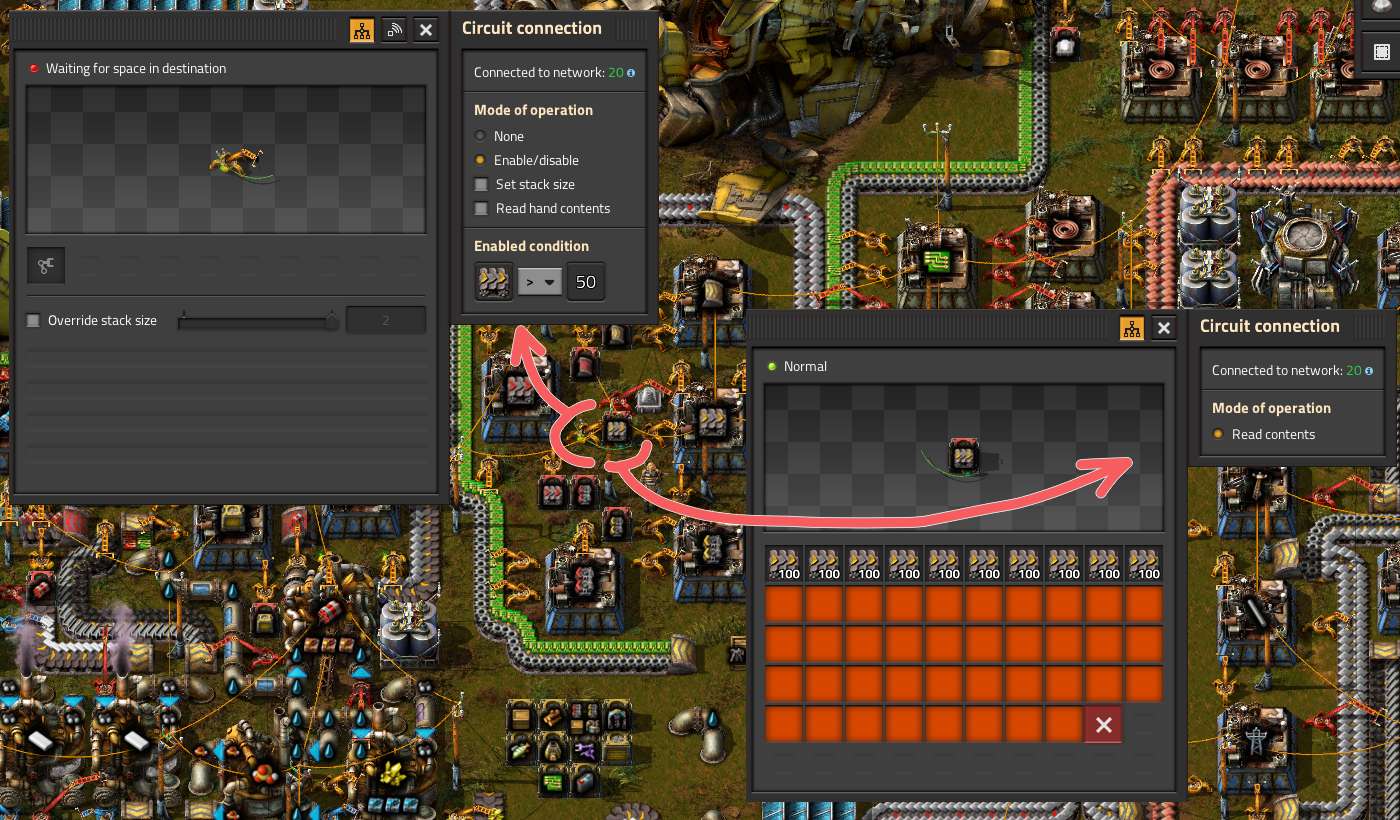 Circuit connection
Waiting for space in destination
Connected to network: 20
Mode of operation
None
Enable/disable
Set stack size
Read hand contents
Enabled condition
> 50
Override stack size
2
Circuit connection
Normal
Connected to network: 20
Mode of operation
Read contents
100 100 100 100 100 100 100 100 100 100